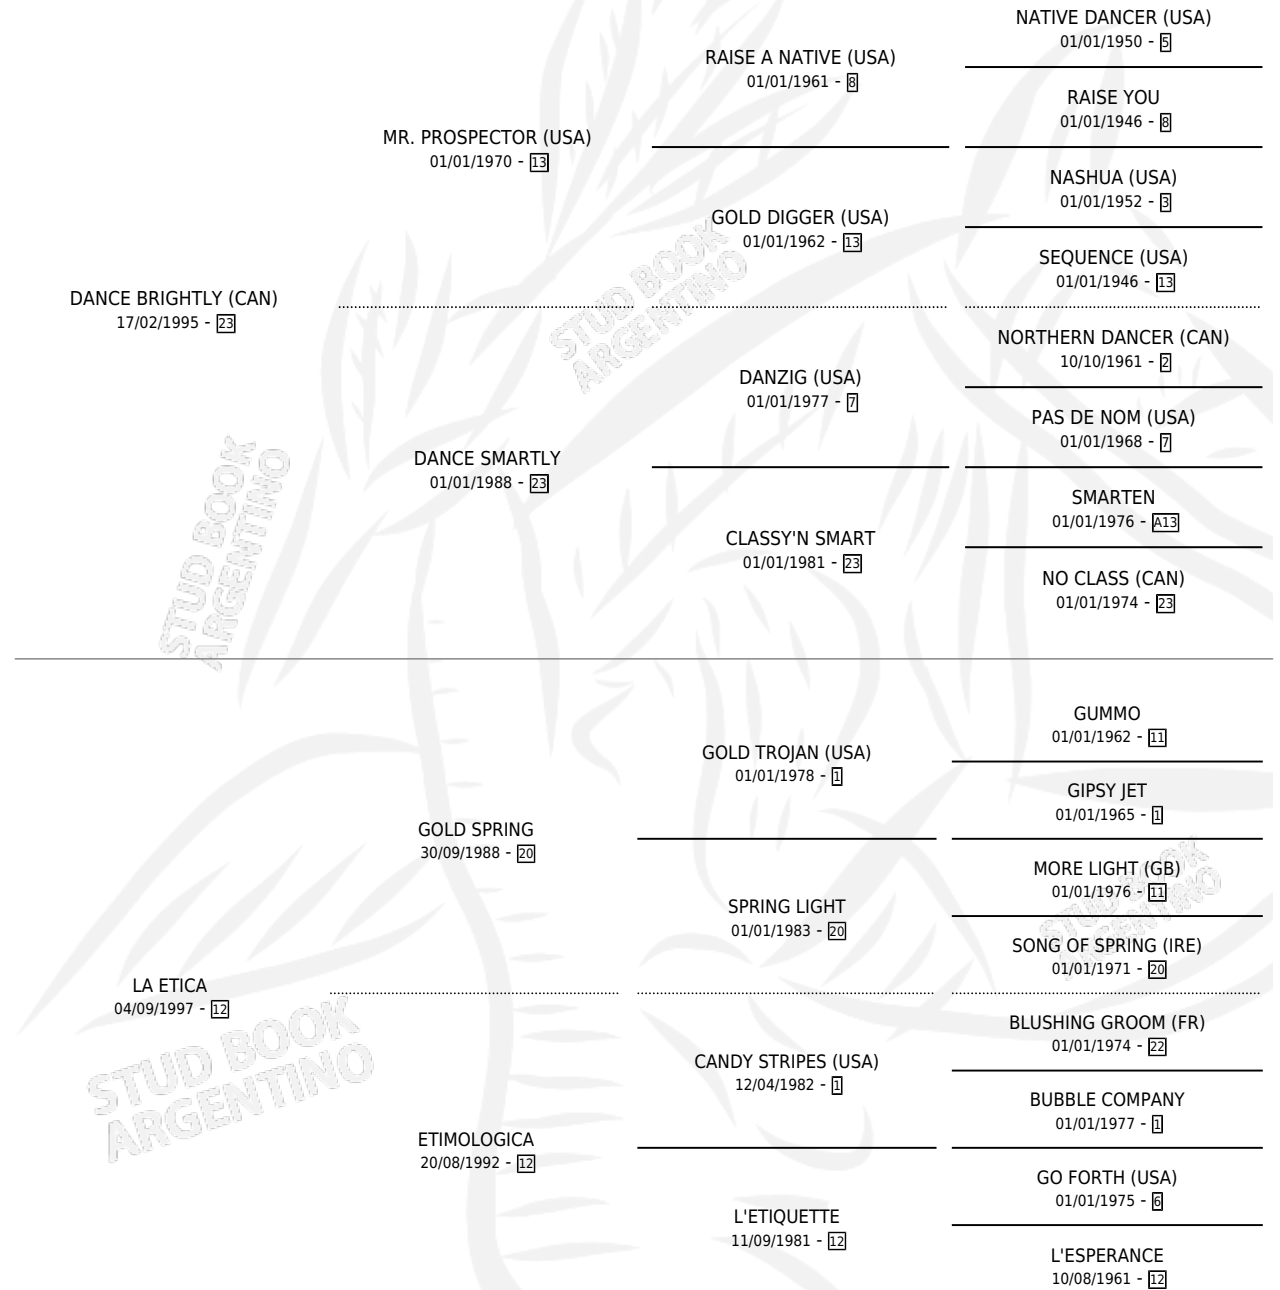 NATIVE DANCER (USA)
01/01/1950 - 5
RAISE A NATIVE (USA)
01/01/1961 - 8
RAISE YOU
01/01/1946 - 8
MR. PROSPECTOR (USA)
01/01/1970 - 13
NASHUA (USA)
01/01/1952 - 3
GOLD DIGGER (USA)
01/01/1962 - 13
SEQUENCE (USA)
01/01/1946 - 13
DANCE BRIGHTLY (CAN)
17/02/1995 - 23
NORTHERN DANCER (CAN)
10/10/1961 - 2
DANZIG (USA)
01/01/1977 - 7
PAS DE NOM (USA)
01/01/1968 - 7
DANCE SMARTLY
01/01/1988 - 23
SMARTEN
01/01/1976 - A13
CLASSY'N SMART
01/01/1981 - 23
NO CLASS (CAN)
01/01/1974 - 23
GUMMO
01/01/1962 - 11
GOLD TROJAN (USA)
01/01/1978 - 1
GIPSY JET
01/01/1965 - 1
GOLD SPRING
30/09/1988 - 20
MORE LIGHT (GB)
01/01/1976 - 11
SPRING LIGHT
01/01/1983 - 20
SONG OF SPRING (IRE)
01/01/1971 - 20
LA ETICA
04/09/1997 - 12
BLUSHING GROOM (FR)
01/01/1974 - 22
CANDY STRIPES (USA)
12/04/1982 - 1
BUBBLE COMPANY
01/01/1977 - 1
ETIMOLOGICA
20/08/1992 - 12
GO FORTH (USA)
01/01/1975 - 6
L'ETIQUETTE
11/09/1981 - 12
L'ESPERANCE
10/08/1961 - 12
STUD BOOK
ARGENTINO
STUD BOOK
ARGENTINO
STUD BOOK
ARGENTINO
STUD BOOK
ARGENTINO